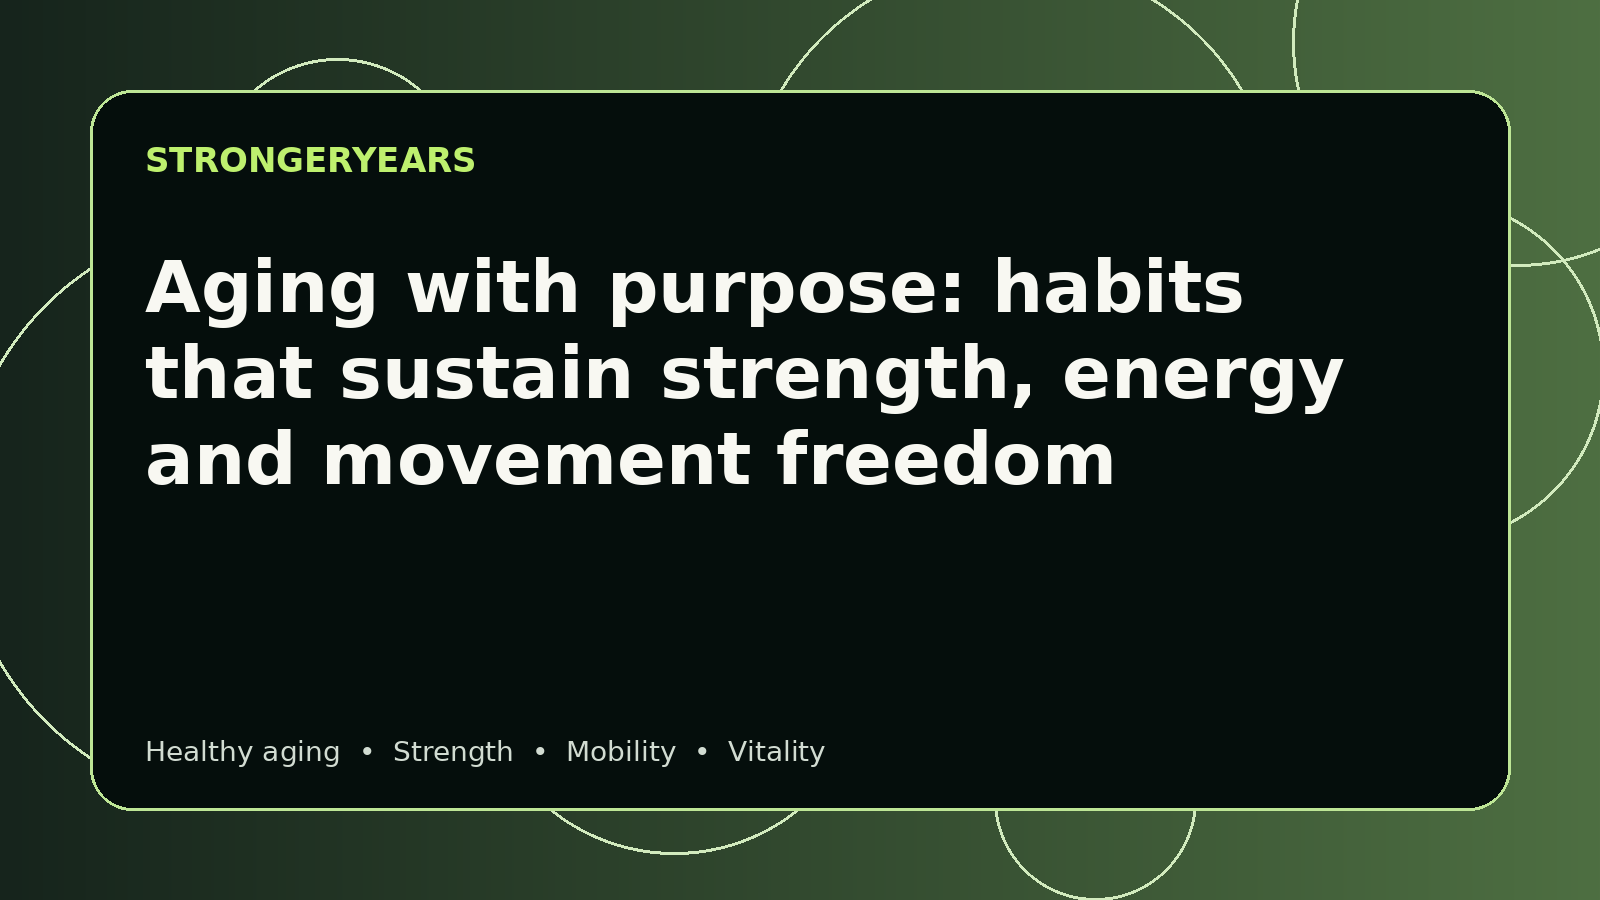 STRONGERYEARS
Aging with purpose: habits
that sustain strength, energy
and movement freedom
Healthy aging • Strength • Mobility • Vitality